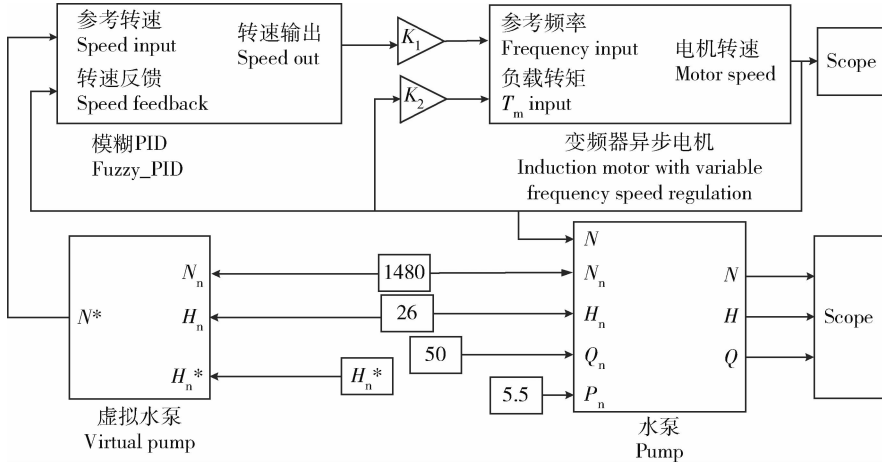 参考转速
Speed input
转速输出
Speed out
转速反馈
Speed feedback
模糊PID
Fuzzy_PID
K1
K2
参考频率
Frequency input
电机转速
Motor speed
负载转矩
Tm input
变频器异步电机
Induction motor with variable
frequency speed regulation
Scope
N*
Nn
Hn
Hn*
虚拟水泵
Virtual pump
1480
26
50
Hn*
5.5
N
Nn
Hn
Qn
Pn
N
H
Q
水泵
Pump
Scope